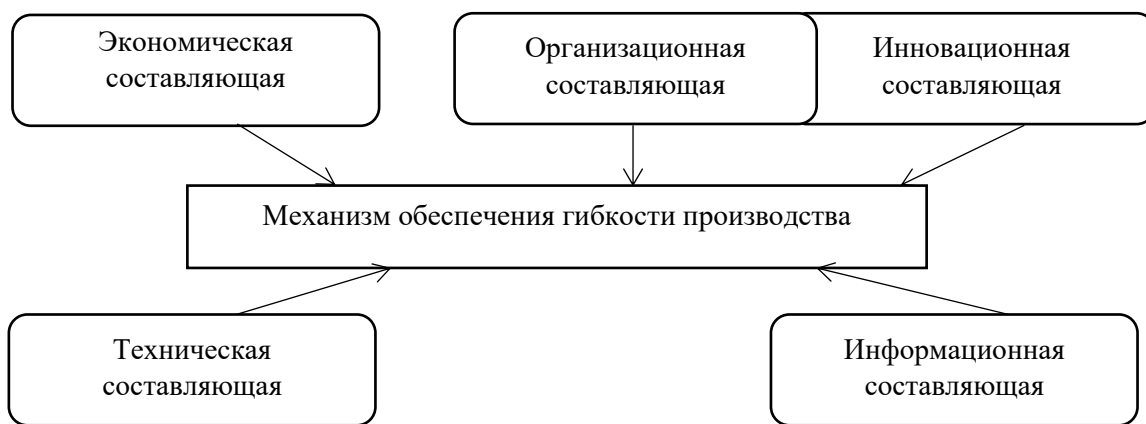 Экономическая
составляющая
Организационная
составляющая
Инновационная
составляющая
Механизм обеспечения гибкости производства
Техническая
составляющая
Информационная
составляющая